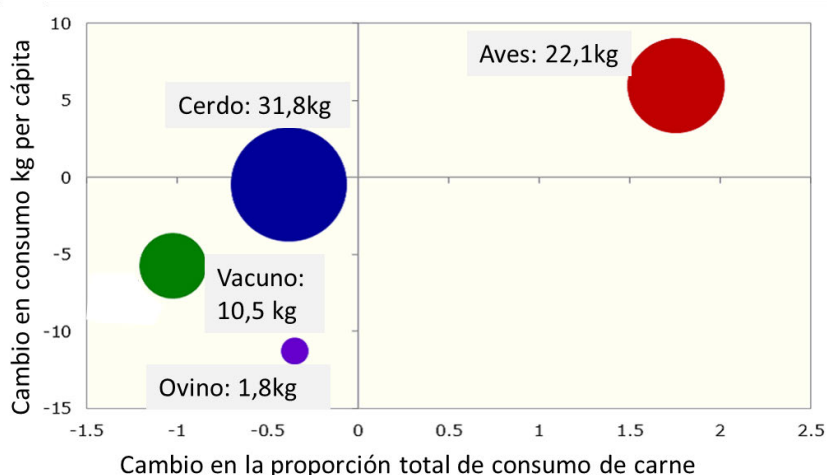 Cambio en consumo kg per cápita
10
5
0
-5
-10
-15
Aves: 22,1kg
Cerdo: 31,8kg
Vacuno:
10,5 kg
Ovino: 1,8kg
-1.5
-1
-0.5
0
0.5
1
1.5
2
2.5
Cambio en la proporción total de consumo de carne